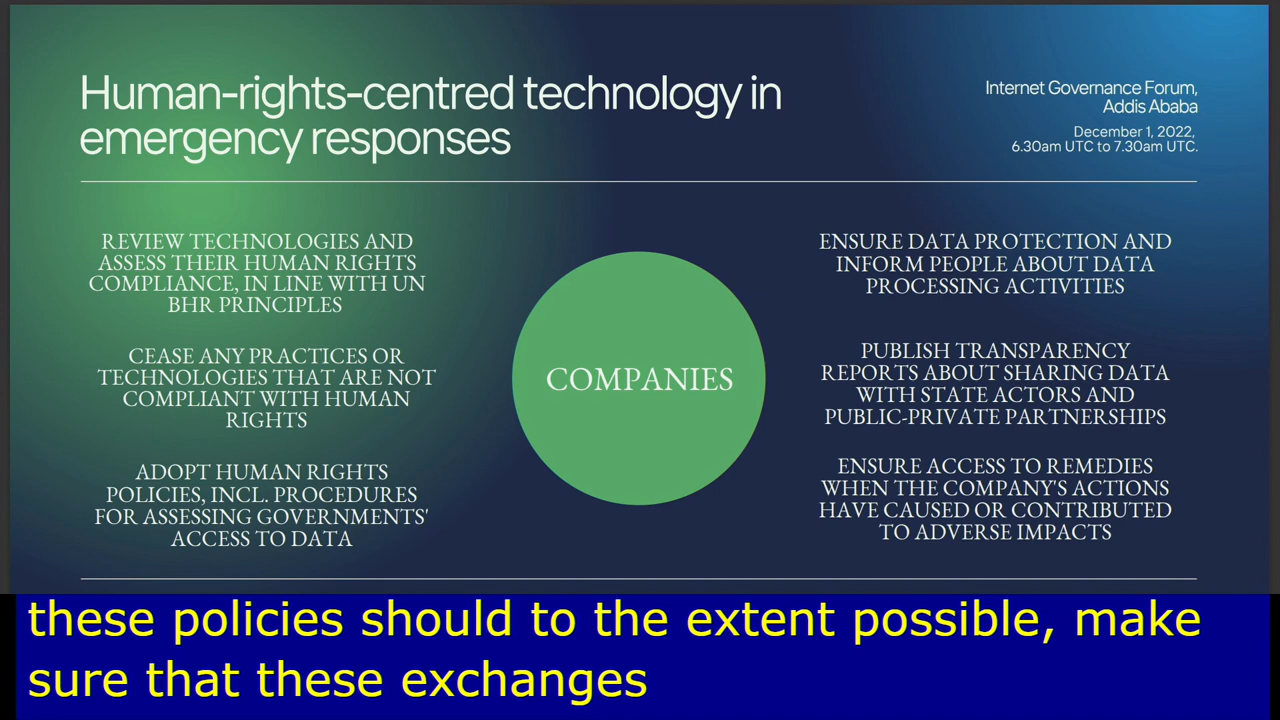 Human-rights-centred technology in
emergency responses
Internet Governance Forum,
Addis Ababa
December 1, 2022,
6.30am UTC to 7.30am UTC.
REVIEW TECHNOLOGIES AND
ASSESS THEIR HUMAN RIGHTS
COMPLIANCE, IN LINE WITH UN
BHR PRINCIPLES
CEASE ANY PRACTICES OR
TECHNOLOGIES THAT ARE NOT
COMPLIANT WITH HUMAN
RIGHTS
ADOPT HUMAN RIGHTS
POLICIES, INCL. PROCEDURES
FOR ASSESSING GOVERNMENTS'
ACCESS TO DATA
COMPANIES
ENSURE DATA PROTECTION AND
INFORM PEOPLE ABOUT DATA
PROCESSING ACTIVITIES
PUBLISH TRANSPARENCY
REPORTS ABOUT SHARING DATA
WITH STATE ACTORS AND
PUBLIC-PRIVATE PARTNERSHIPS
ENSURE ACCESS TO REMEDIES
WHEN THE COMPANY'S ACTIONS
HAVE CAUSED OR CONTRIBUTED
TO ADVERSE IMPACTS
these policies should to the extent possible, make
sure that these exchanges